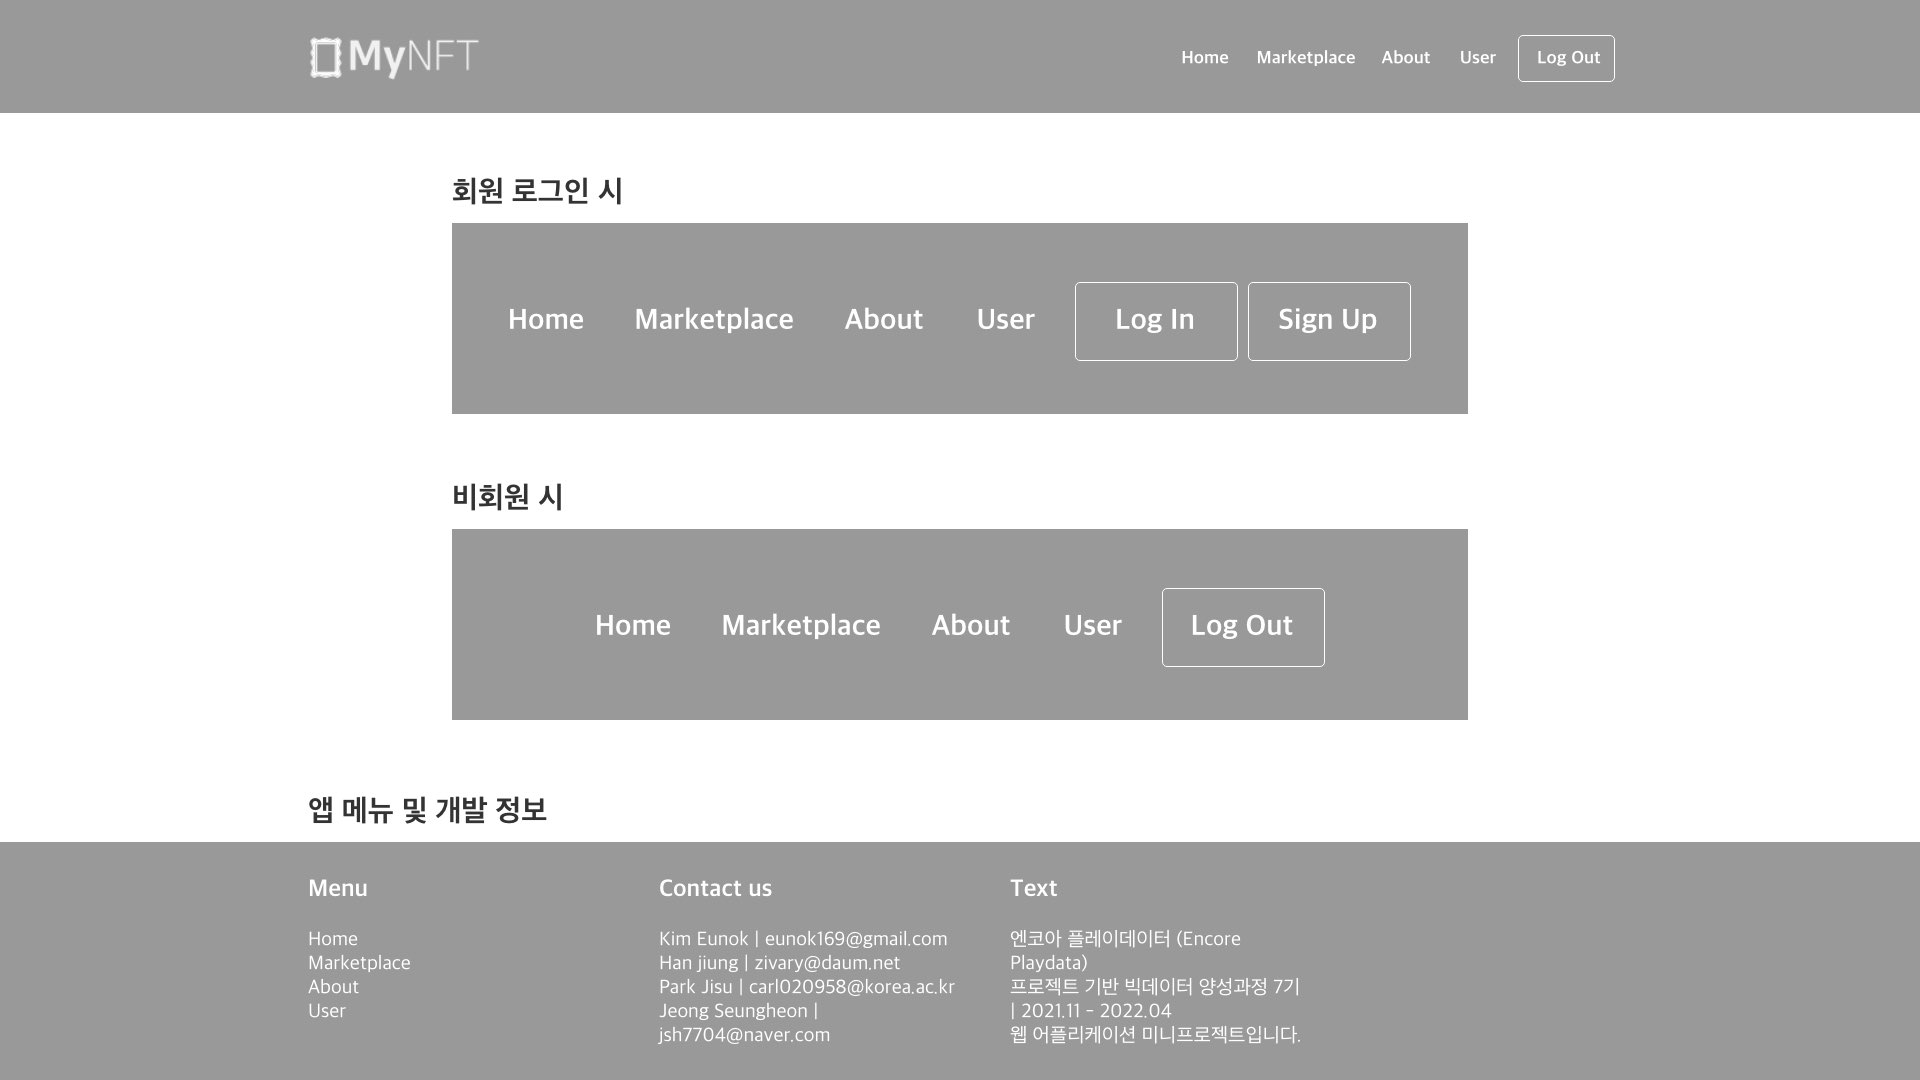 MyNFT
Home Marketplace About User Log Out
회원 로그인 시
Home Marketplace About User Log In Sign Up
비회원 시
Home Marketplace About User Log Out
앱 메뉴 및 개발 정보
Menu
Home
Marketplace
About
User
Contact us
Kim Eunok | eunok169@gmail.com
Han jiung | zivary@daum.net
Park Jisu | carl020958@korea.ac.kr
Jeong Seungheon |
jsh7704@naver.com
Text
엔코아 플레이데이터 (Encore
Playdata)
프로젝트 기반 빅데이터 양성과정 7기
| 2021.11 - 2022.04
웹 어플리케이션 미니프로젝트입니다.